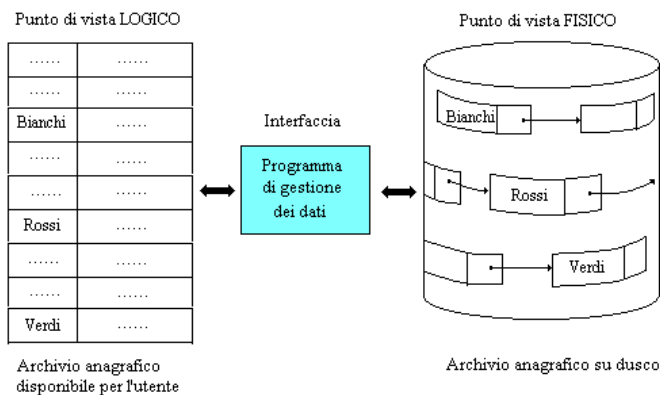 Punto di vista LOGICO
...... ......
...... ......
Bianchi ......
...... ......
...... ......
Rossi ......
...... ......
...... ......
Verdi ......
Archivio anagrafico
disponibile per l'utente
Interfaccia
Programma
di gestione
dei dati
Punto di vista FISICO
Bianchi
Rossi
Verdi
Archivio anagrafico su dusco